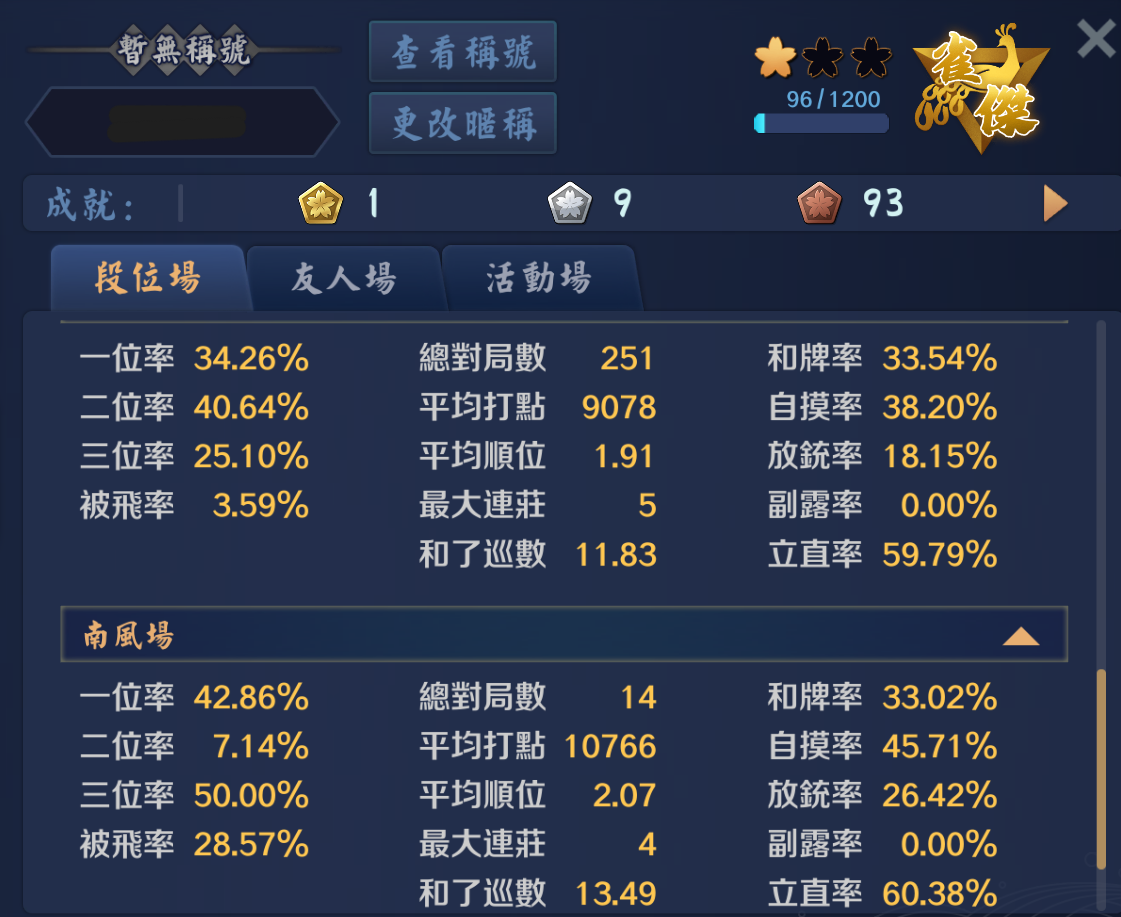 暫無稱號
查看稱號
更改暱稱
96/1200
雀傑
成就： 1 9 93
段位場 友人場 活動場
一位率 34.26% 總對局數 251 和牌率 33.54%
二位率 40.64% 平均打點 9078 自摸率 38.20%
三位率 25.10% 平均順位 1.91 放銃率 18.15%
被飛率 3.59% 最大連莊 5 副露率 0.00%
和了巡數 11.83 立直率 59.79%
南風場
一位率 42.86% 總對局數 14 和牌率 33.02%
二位率 7.14% 平均打點 10766 自摸率 45.71%
三位率 50.00% 平均順位 2.07 放銃率 26.42%
被飛率 28.57% 最大連莊 4 副露率 0.00%
和了巡數 13.49 立直率 60.38%